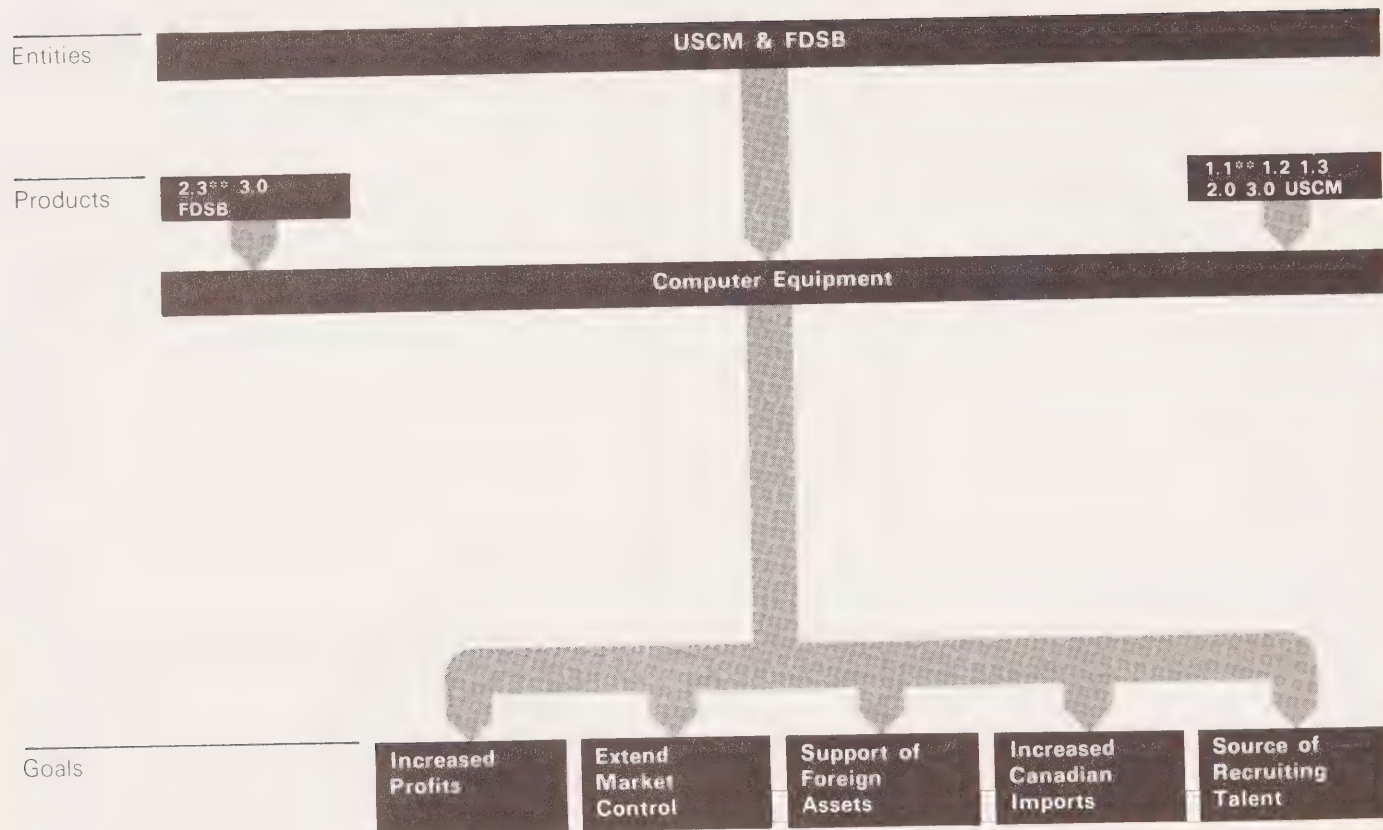 Entities
USCM & FDSB
Products
2.3** 3.0
FDSB
1.1** 1.2 1.3
2.0 3.0 USCM
Computer Equipment
Goals
Increased
Profits
Extend
Market
Control
Support of
Foreign
Assets
Increased
Canadian
Imports
Source of
Recruiting
Talent